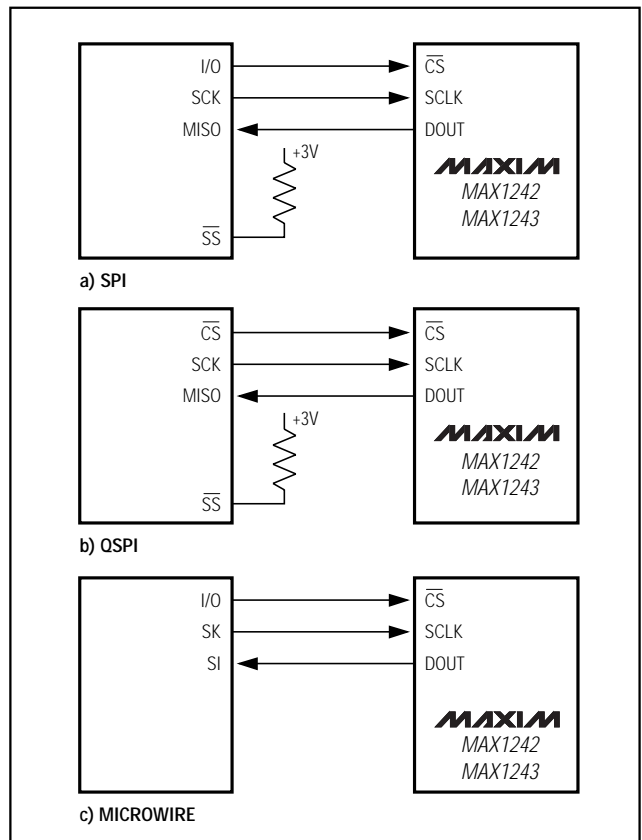 I/O CS
SCK SCLK
MISO DOUT
+3V
MAXIM
MAX1242
MAX1243
SS
a) SPI
CS CS
SCK SCLK
MISO DOUT
+3V
MAXIM
MAX1242
MAX1243
SS
b) QSPI
I/O CS
SK SCLK
SI DOUT
MAXIM
MAX1242
MAX1243
c) MICROWIRE